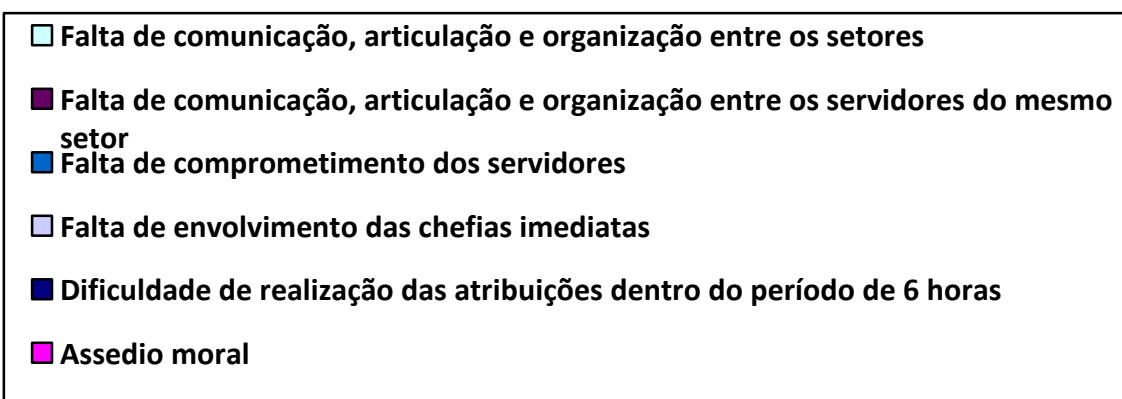 Falta de comunicação, articulação e organização entre os setores
Falta de comunicação, articulação e organização entre os servidores do mesmo
setor
Falta de comprometimento dos servidores
Falta de envolvimento das chefias imediatas
Dificuldade de realização das atribuições dentro do período de 6 horas
Assedio moral